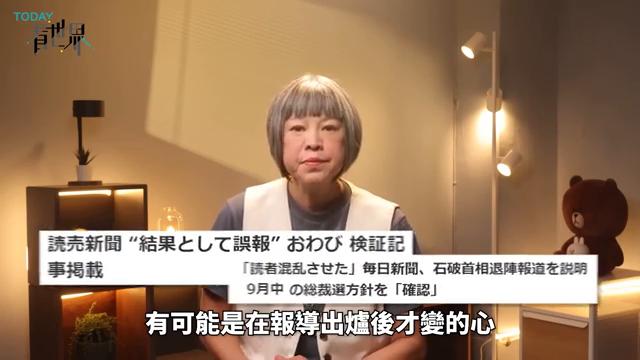 TODAY
看世界
読売新聞 “結果として誤報” おわび 検証記
事掲載
「読者混乱させた」毎日新聞、石破首相退陣報道を説明
9月中 の総裁選方針を「確認」
有可能是在報導出爐後才變的心